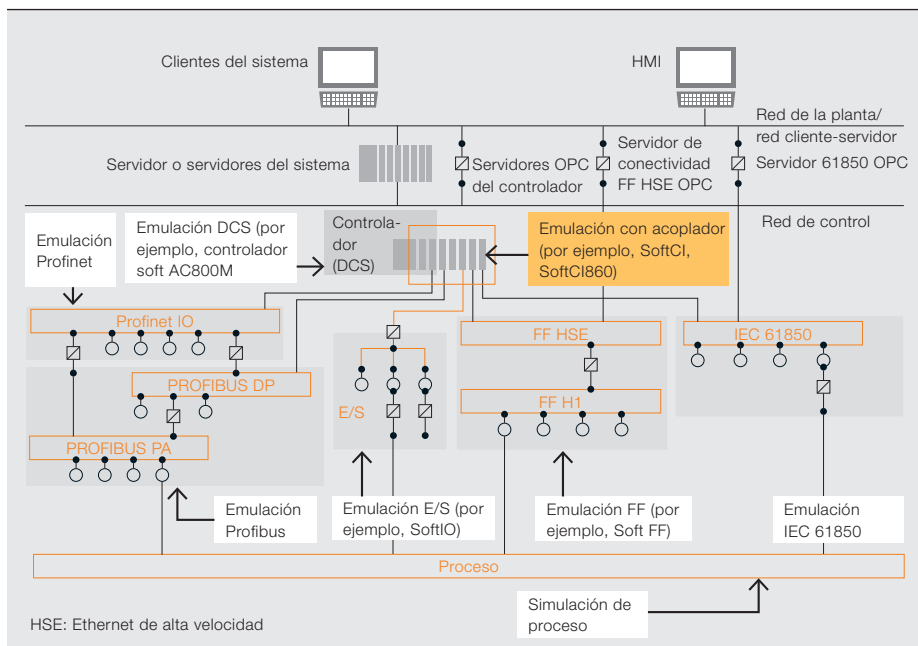 Clientes del sistema
HMI
Red de la planta/
red cliente-servidor
Servidor o servidores del sistema
Servidores OPC
del controlador
Servidor de
conectividad
FF HSE OPC
Servidor 61850 OPC
Red de control
Emulación
Profinet
Emulación DCS (por
ejemplo, controlador
soft AC800M
Controla-
dor
(DCS)
Emulación con acoplador
(por ejemplo, SoftCI,
SoftCI860)
Profinet IO
FF HSE
IEC 61850
PROFIBUS DP
E/S
FF H1
PROFIBUS PA
Emulación
Profibus
Emulación E/S (por
ejemplo, SoftIO)
Emulación FF (por
ejemplo, Soft FF)
Emulación
IEC 61850
Proceso
Simulación de
proceso
HSE: Ethernet de alta velocidad